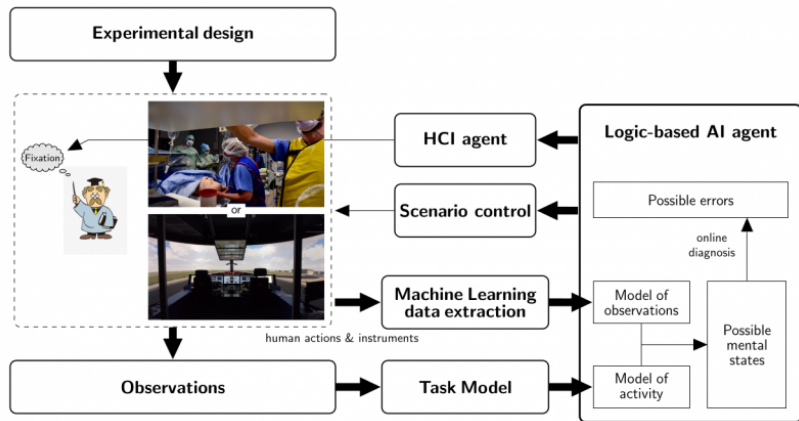 Experimental design
Fixation
or
HCI agent
Scenario control
Machine Learning
data extraction
human actions & instruments
Observations
Task Model
Logic-based AI agent
Possible errors
online
diagnosis
Model of
observations
Possible
mental
states
Model of
activity